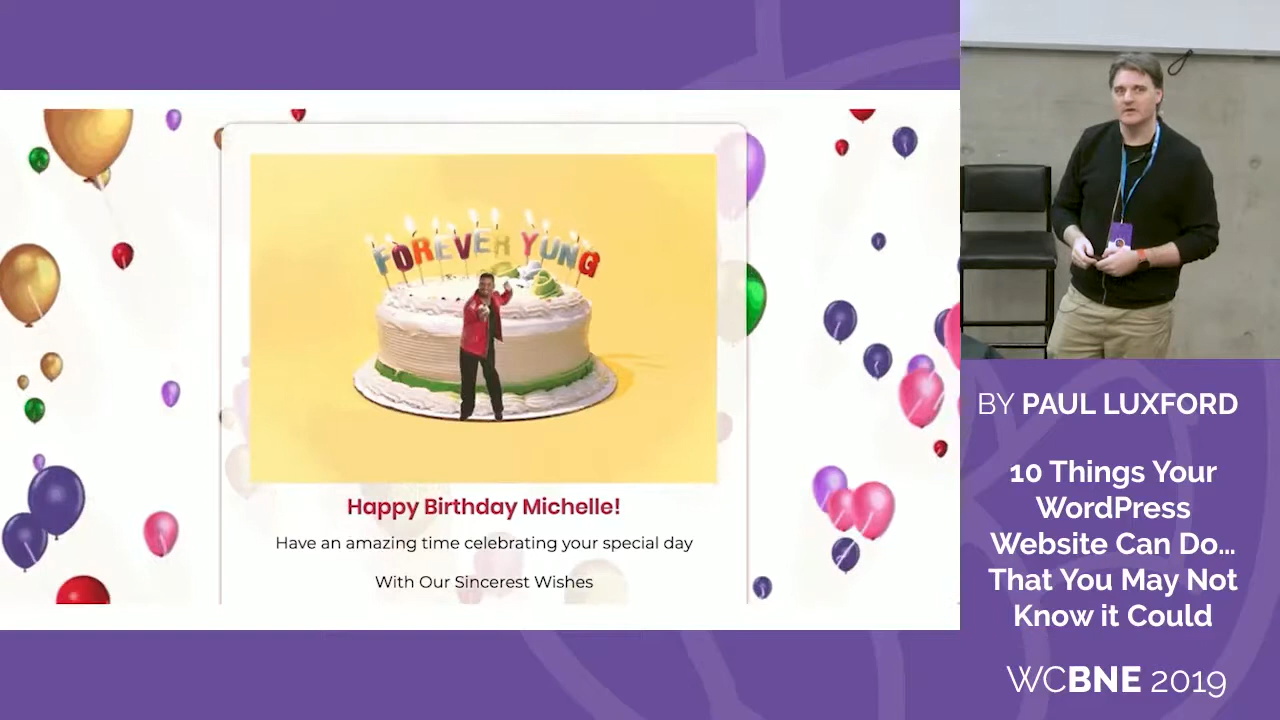 FOREVER YUNG
Happy Birthday Michelle!
Have an amazing time celebrating your special day
With Our Sincerest Wishes
BY PAUL LUXFORD
10 Things Your
WordPress
Website Can Do...
That You May Not
Know it Could
WCBNE 2019